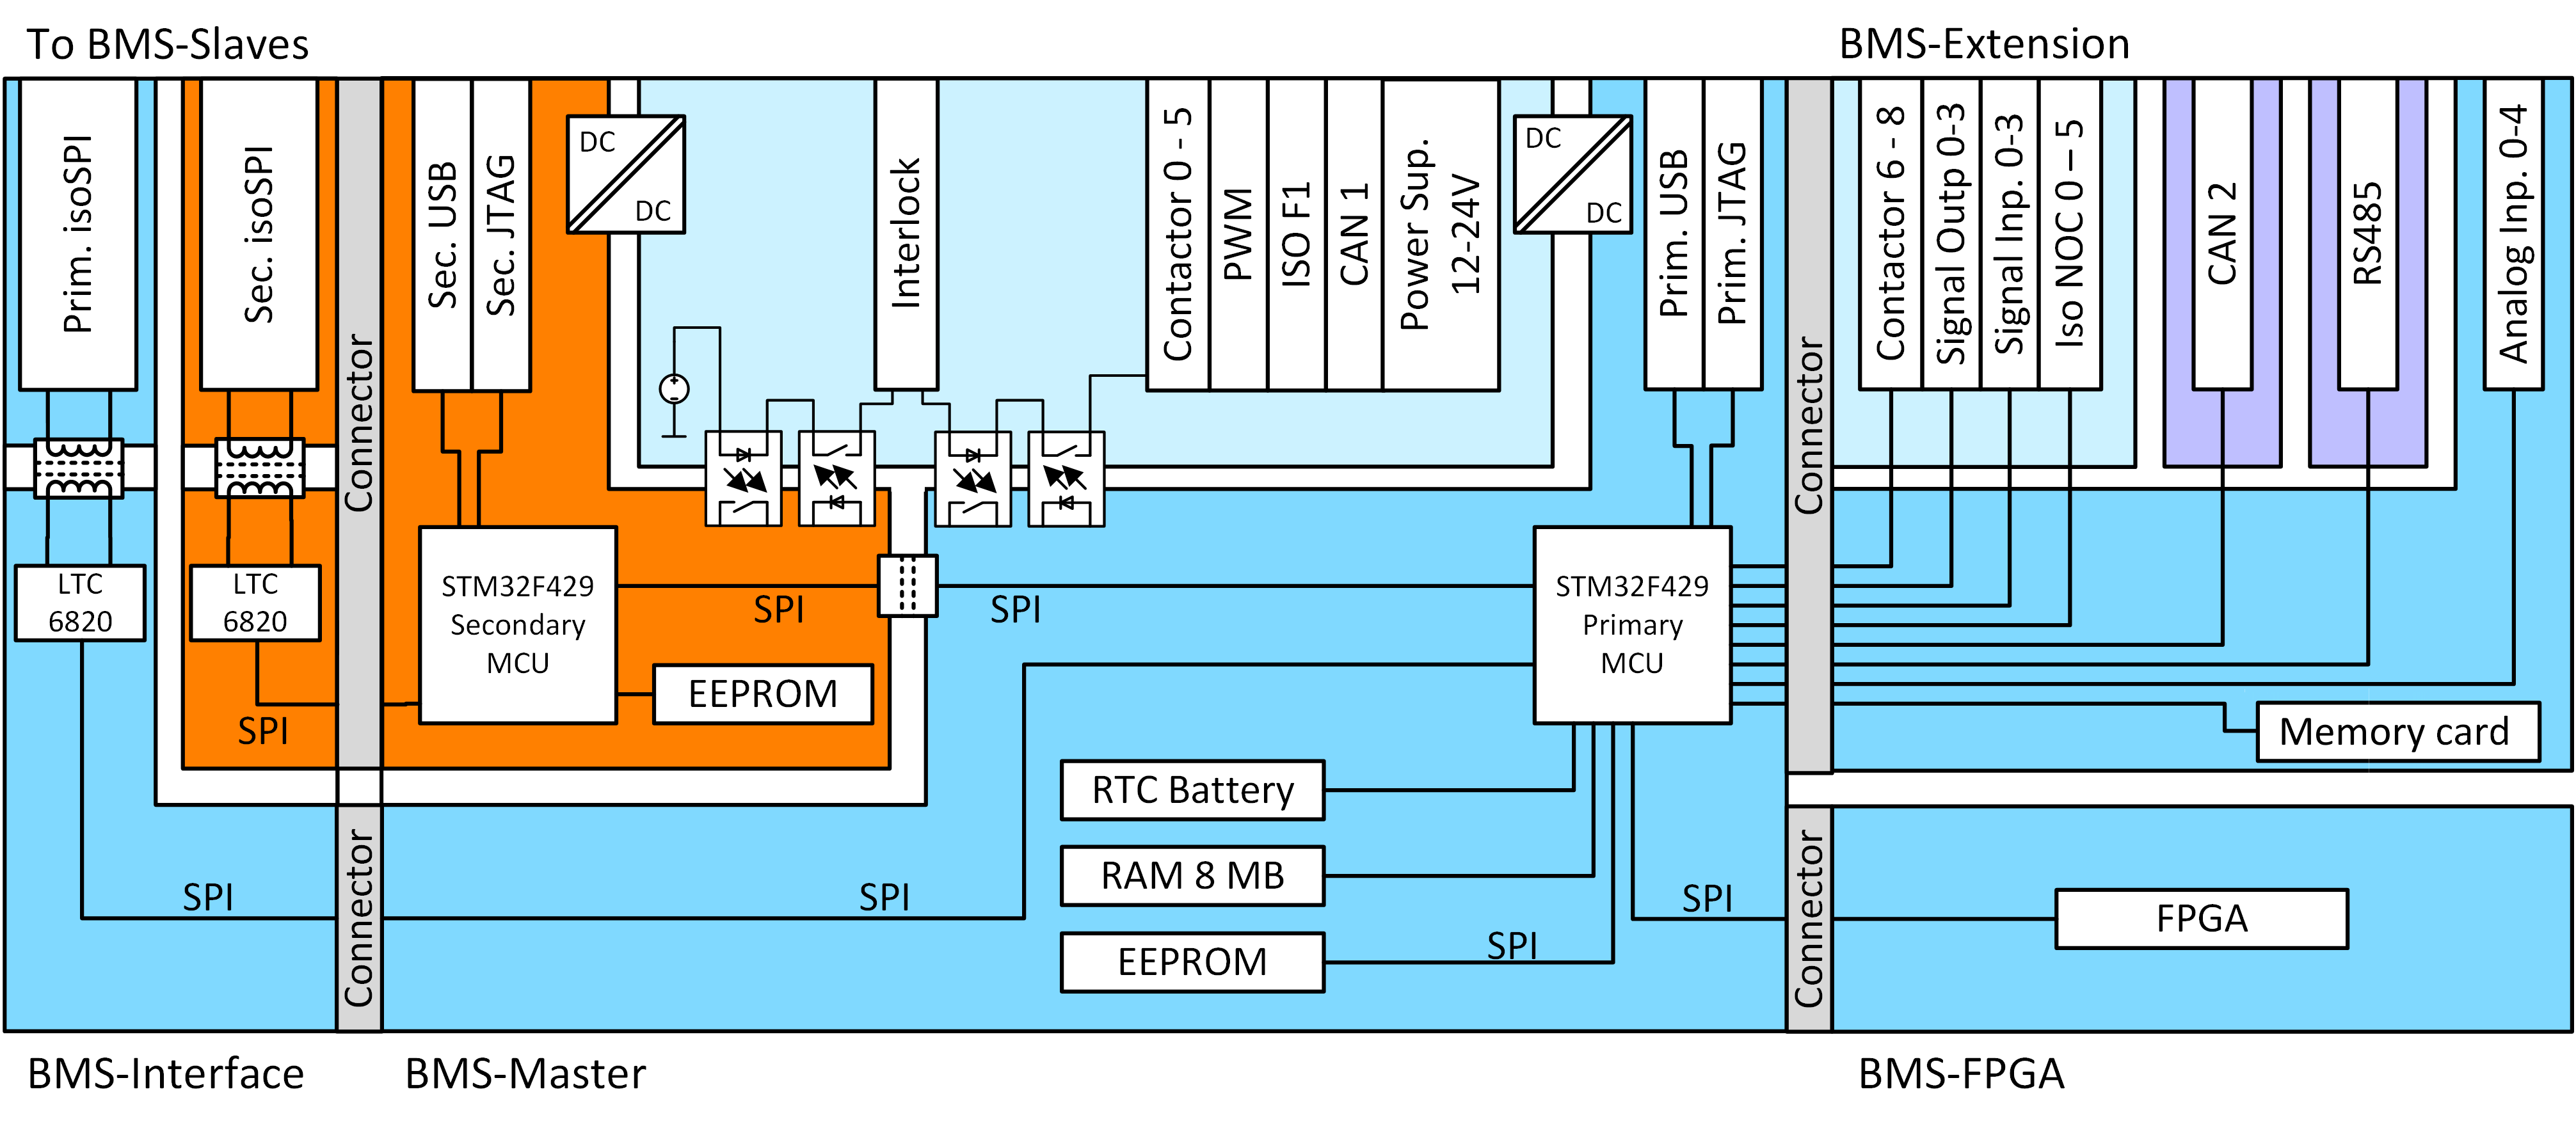 To BMS-Slaves
BMS-Extension
Prim. isoSPI
Sec. isoSPI
Connector
Sec. USB
Sec. JTAG
DC
DC
Interlock
Contactor 0 - 5
PWM
ISO F1
CAN 1
Power Sup.
12-24V
DC
DC
Prim. USB
Prim. JTAG
Connector
Contactor 6 - 8
Signal Outp 0-3
Signal Inp. 0-3
Iso NOC 0 – 5
CAN 2
RS485
Analog Inp. 0-4
LTC
6820
LTC
6820
STM32F429
Secondary
MCU
SPI
SPI
STM32F429
Primary
MCU
EEPROM
SPI
Memory card
RTC Battery
RAM 8 MB
EEPROM
SPI
Connector
SPI
SPI
SPI
Connector
FPGA
BMS-Interface
BMS-Master
BMS-FPGA